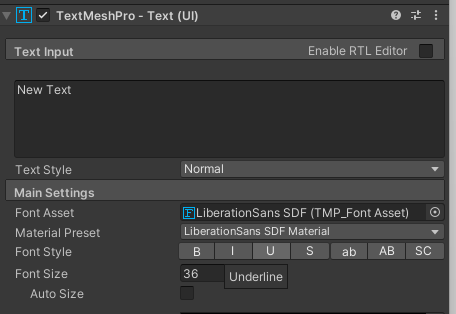 TextMeshPro - Text (UI)
Text Input Enable RTL Editor
New Text
Text Style Normal
Main Settings
Font Asset LiberationSans SDF (TMP_Font Asset)
Material Preset LiberationSans SDF Material
Font Style B I U S ab AB SC
Font Size 36 Underline
Auto Size